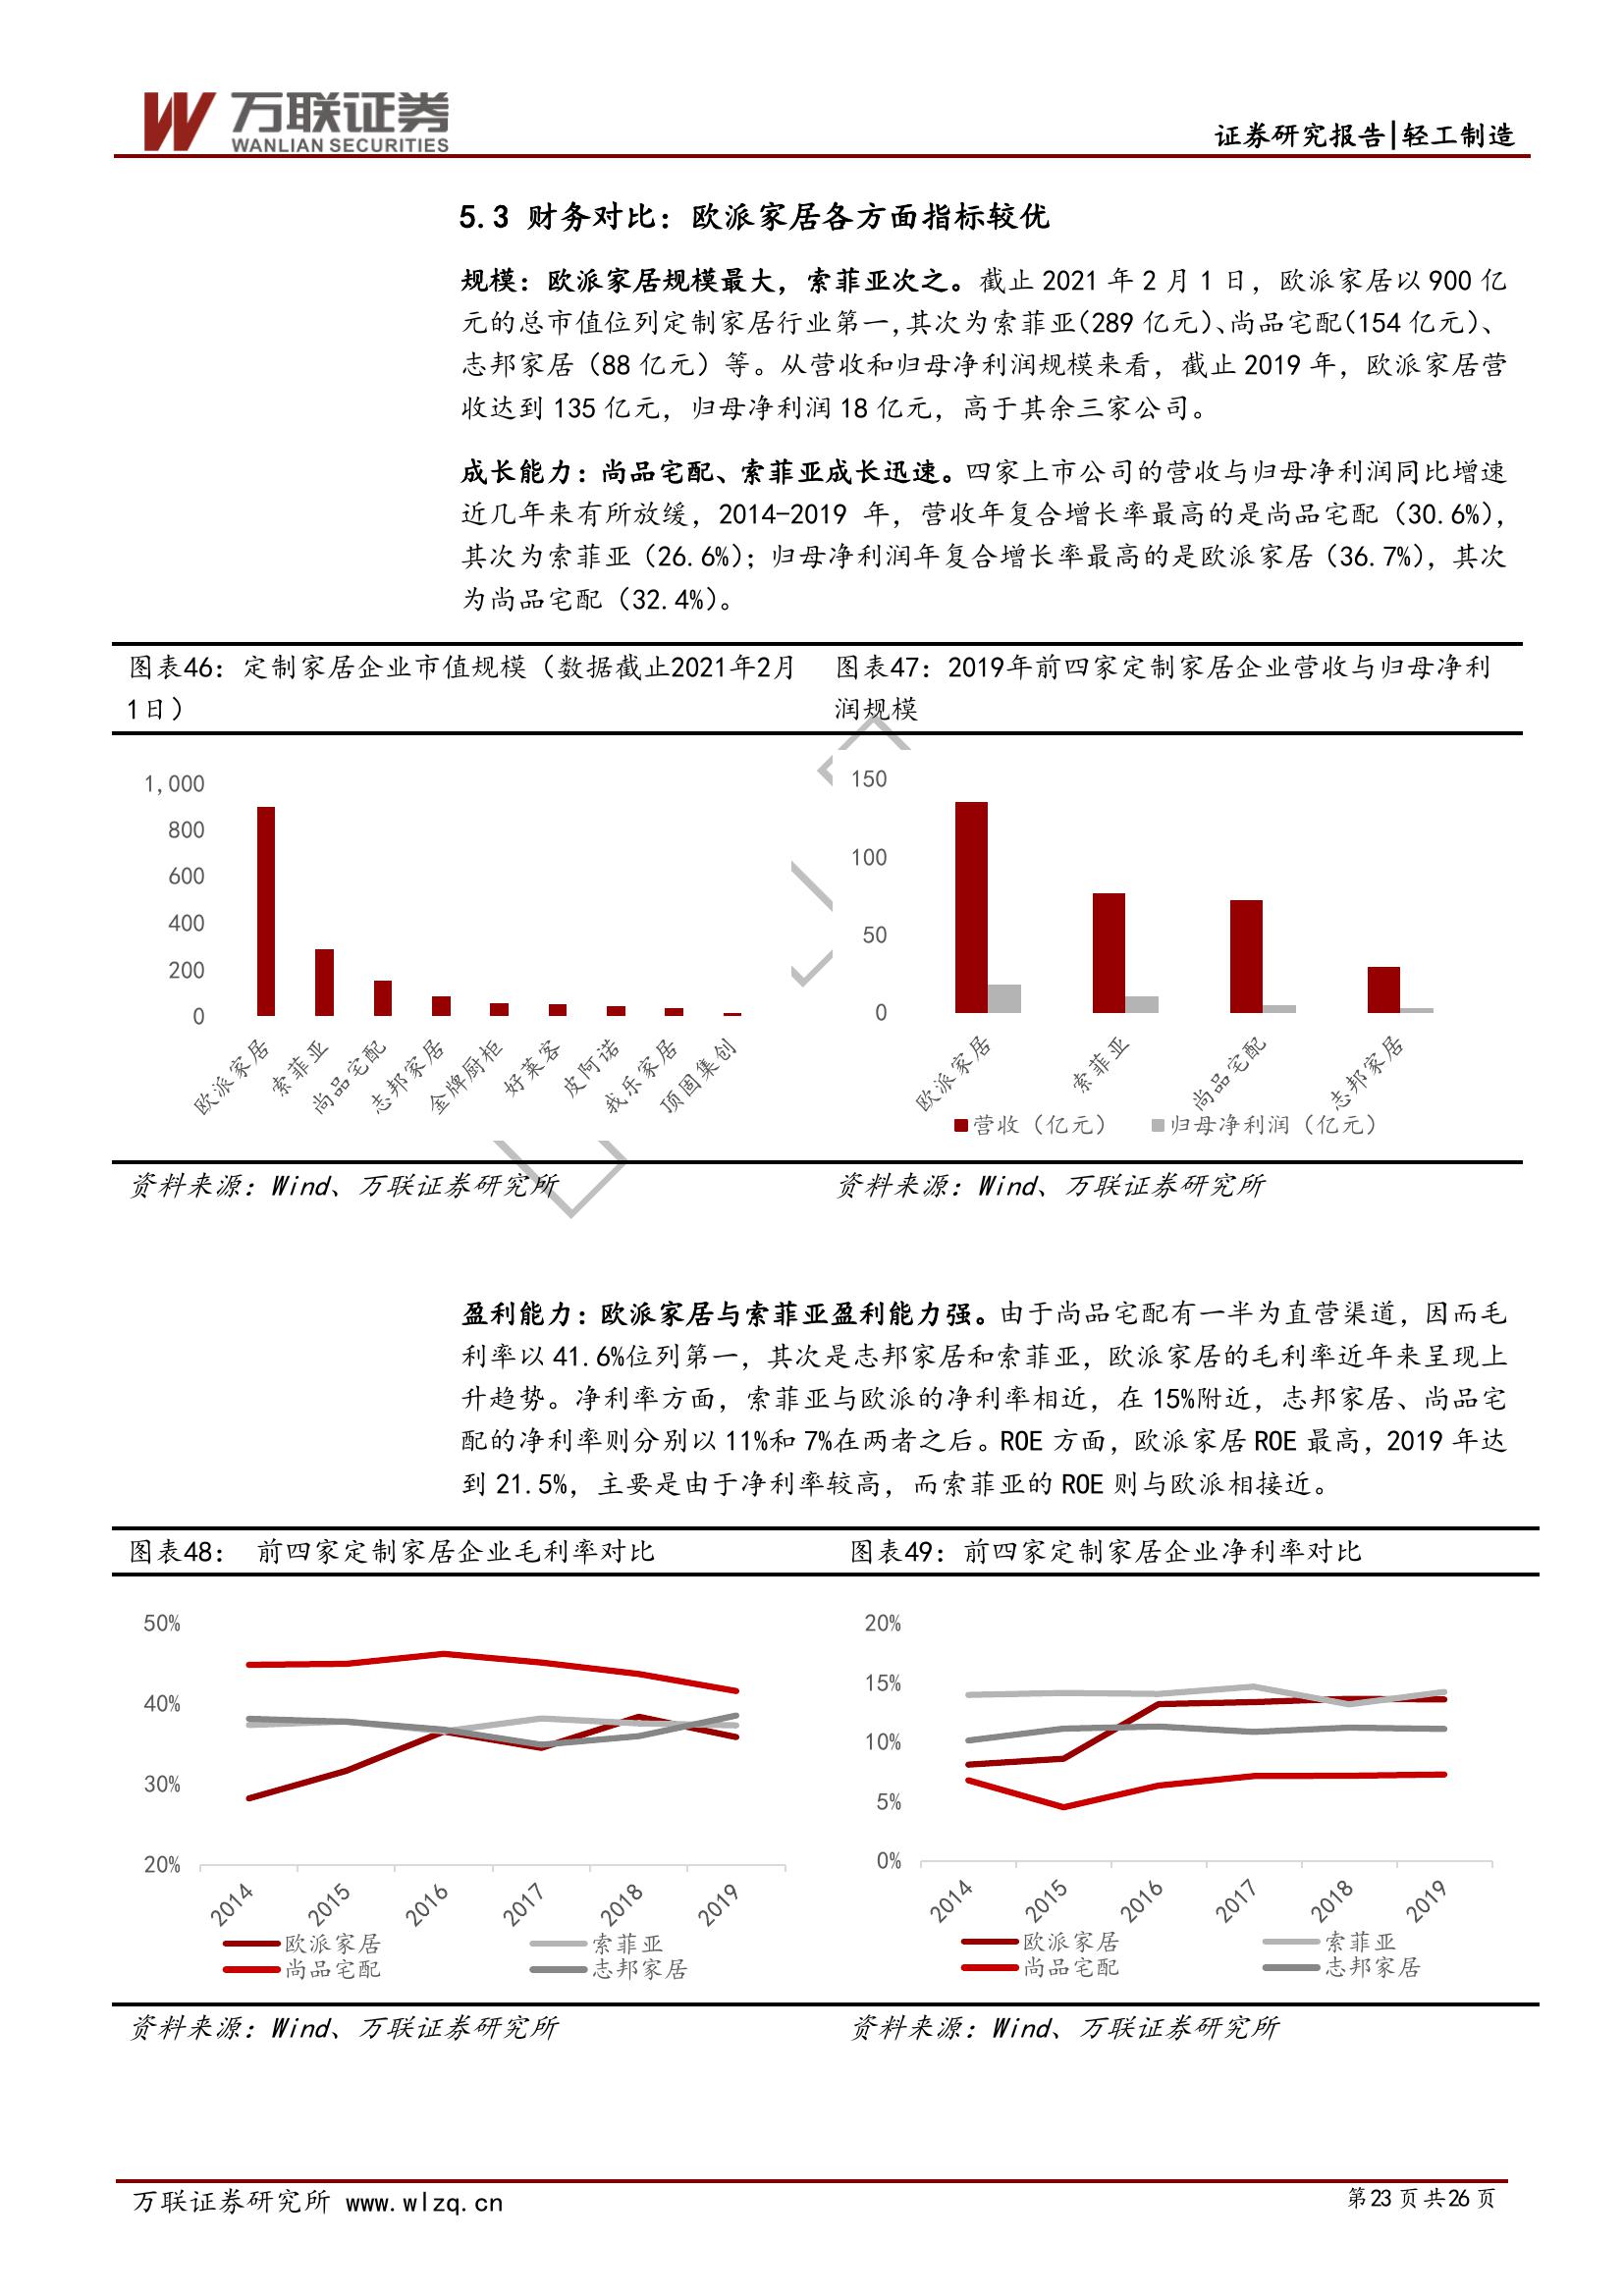 万联证券
WANLIAN SECURITIES
证券研究报告|轻工制造
5.3 财务对比：欧派家居各方面指标较优
规模：欧派家居规模最大，索菲亚次之。截止 2021 年 2 月 1 日，欧派家居以 900 亿
元的总市值位列定制家居行业第一，其次为索菲亚（289 亿元）、尚品宅配（154 亿元）、
志邦家居（88 亿元）等。从营收和归母净利润规模来看，截止 2019 年，欧派家居营
收达到 135 亿元，归母净利润 18 亿元，高于其余三家公司。
成长能力：尚品宅配、索菲亚成长迅速。四家上市公司的营收与归母净利润同比增速
近几年来有所放缓，2014-2019 年，营收年复合增长率最高的是尚品宅配（30.6%），
其次为索菲亚（26.6%）；归母净利润年复合增长率最高的是欧派家居（36.7%），其次
为尚品宅配（32.4%）。
图表46：定制家居企业市值规模（数据截止2021年2月
1日）
图表47：2019年前四家定制家居企业营收与归母净利
润规模
1,000
800
600
400
200
0
欧派家居
索菲亚
尚品宅配
志邦家居
金牌厨柜
好莱客
皮阿诺
我乐家居
顶固集创
150
100
50
0
欧派家居
索菲亚
尚品宅配
志邦家居
营收（亿元）
归母净利润（亿元）
资料来源：Wind、万联证券研究所
资料来源：Wind、万联证券研究所
盈利能力：欧派家居与索菲亚盈利能力强。由于尚品宅配有一半为直营渠道，因而毛
利率以 41.6%位列第一，其次是志邦家居和索菲亚，欧派家居的毛利率近年来呈现上
升趋势。净利率方面，索菲亚与欧派的净利率相近，在 15%附近，志邦家居、尚品宅
配的净利率则分别以 11%和 7%在两者之后。ROE 方面，欧派家居 ROE 最高，2019 年达
到 21.5%，主要是由于净利率较高，而索菲亚的 ROE 则与欧派相接近。
图表48： 前四家定制家居企业毛利率对比
图表49：前四家定制家居企业净利率对比
50%
40%
30%
20%
2014
2015
2016
2017
2018
2019
欧派家居
索菲亚
尚品宅配
志邦家居
20%
15%
10%
5%
0%
2014
2015
2016
2017
2018
2019
欧派家居
索菲亚
尚品宅配
志邦家居
资料来源：Wind、万联证券研究所
资料来源：Wind、万联证券研究所
万联证券研究所 www.wlzq.cn
第 23 页 共 26 页